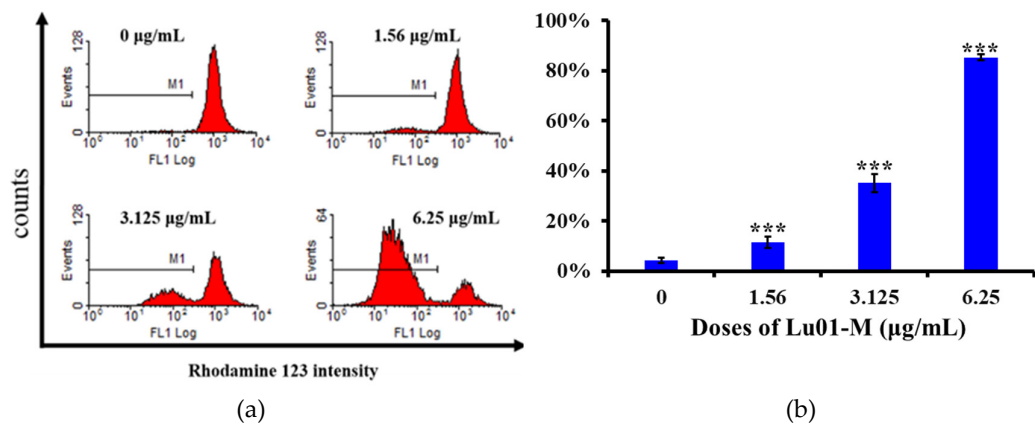 0 µg/mL
128
Events
0
M1
10⁰ 10¹ 10² 10³ 10⁴
FL1 Log
1.56 µg/mL
128
Events
0
M1
10⁰ 10¹ 10² 10³ 10⁴
FL1 Log
3.125 µg/mL
128
Events
0
M1
10⁰ 10¹ 10² 10³ 10⁴
FL1 Log
6.25 µg/mL
64
Events
0
M1
10⁰ 10¹ 10² 10³ 10⁴
FL1 Log
counts
Rhodamine 123 intensity
(a)
100%
80%
60%
40%
20%
0%
***
***
***
0 1.56 3.125 6.25
Doses of Lu01-M (µg/mL)
(b)